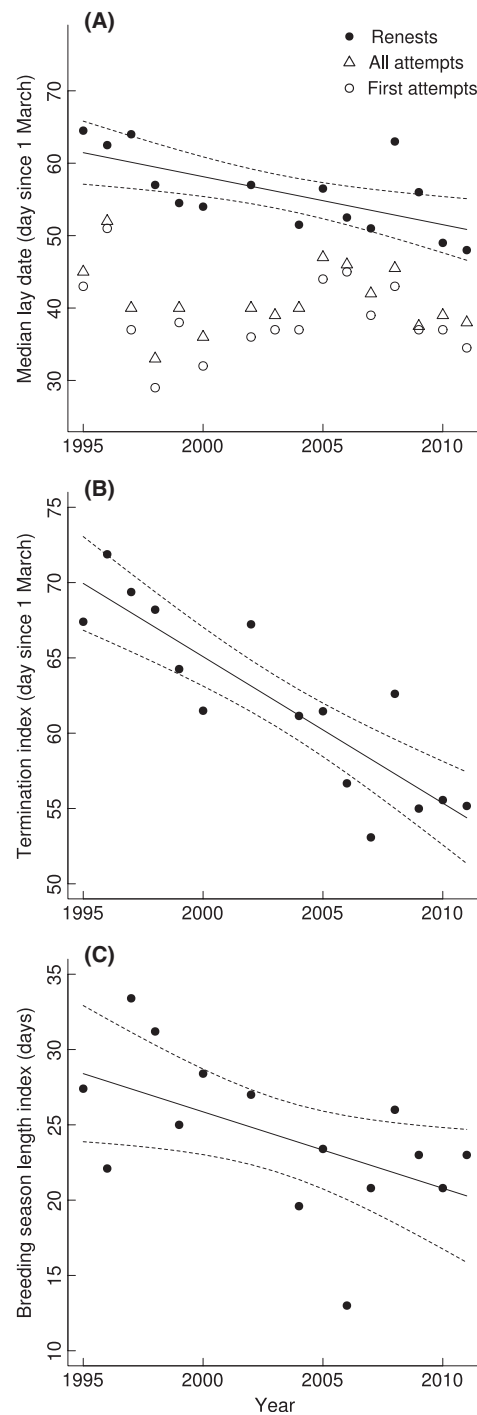 (A)
Renests
All attempts
First attempts
Median lay date (day since 1 March)
70
60
50
40
30
1995 2000 2005 2010
(B)
Termination index (day since 1 March)
75
70
65
60
55
50
1995 2000 2005 2010
(C)
Breeding season length index (days)
35
30
25
20
15
10
1995 2000 2005 2010
Year